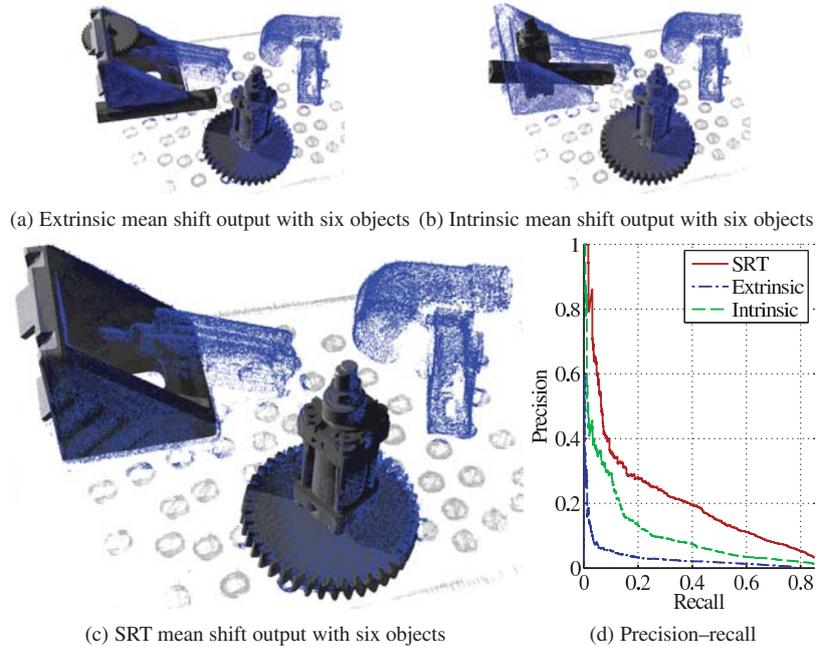 (a) Extrinsic mean shift output with six objects
(b) Intrinsic mean shift output with six objects
1
0.8
0.6
0.4
0.2
0
Precision
SRT
Extrinsic
Intrinsic
0 0.2 0.4 0.6 0.8
Recall
(c) SRT mean shift output with six objects
(d) Precision–recall